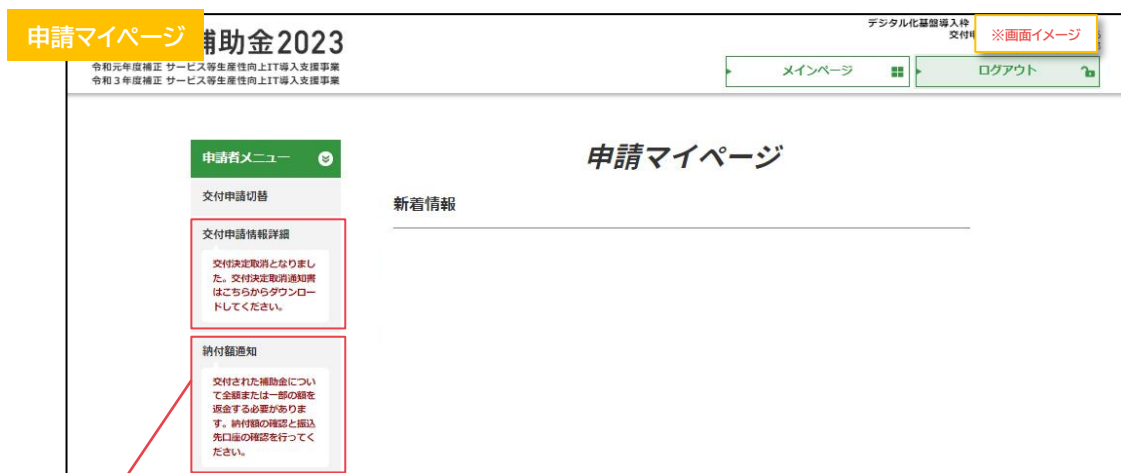 申請マイページ
補助金2023
令和元年度補正 サービス等生産性向上IT導入支援事業
令和3年度補正 サービス等生産性向上IT導入支援事業
デジタル化基盤導入枠
交付申
※画面イメージ
メインページ
ログアウト
申請者メニュー
交付申請切替
交付申請情報詳細
交付決定取消となりまし
た。交付決定取消通知書
はこちらからダウンロー
ドしてください。
納付額通知
交付された補助金につい
て全額または一部の額を
返金する必要がありま
す。納付額の確認と振込
先口座の確認を行ってく
ださい。
申請マイページ
新着情報